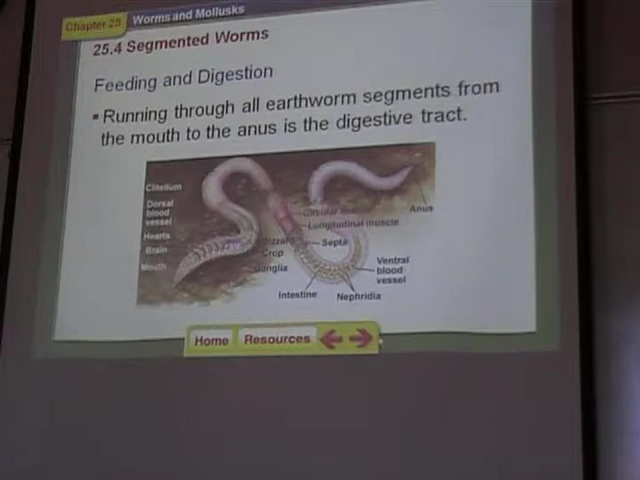 Chapter 25 Worms and Mollusks
25.4 Segmented Worms
Feeding and Digestion
▪ Running through all earthworm segments from
the mouth to the anus is the digestive tract.
Clitellum
Dorsal
blood
vessel
Hearts
Brain
Mouth
Circular muscle
Longitudinal muscle
Anus
Gizzard
Crop
Ganglia
Septa
Ventral
blood
vessel
Intestine
Nephridia
Home Resources